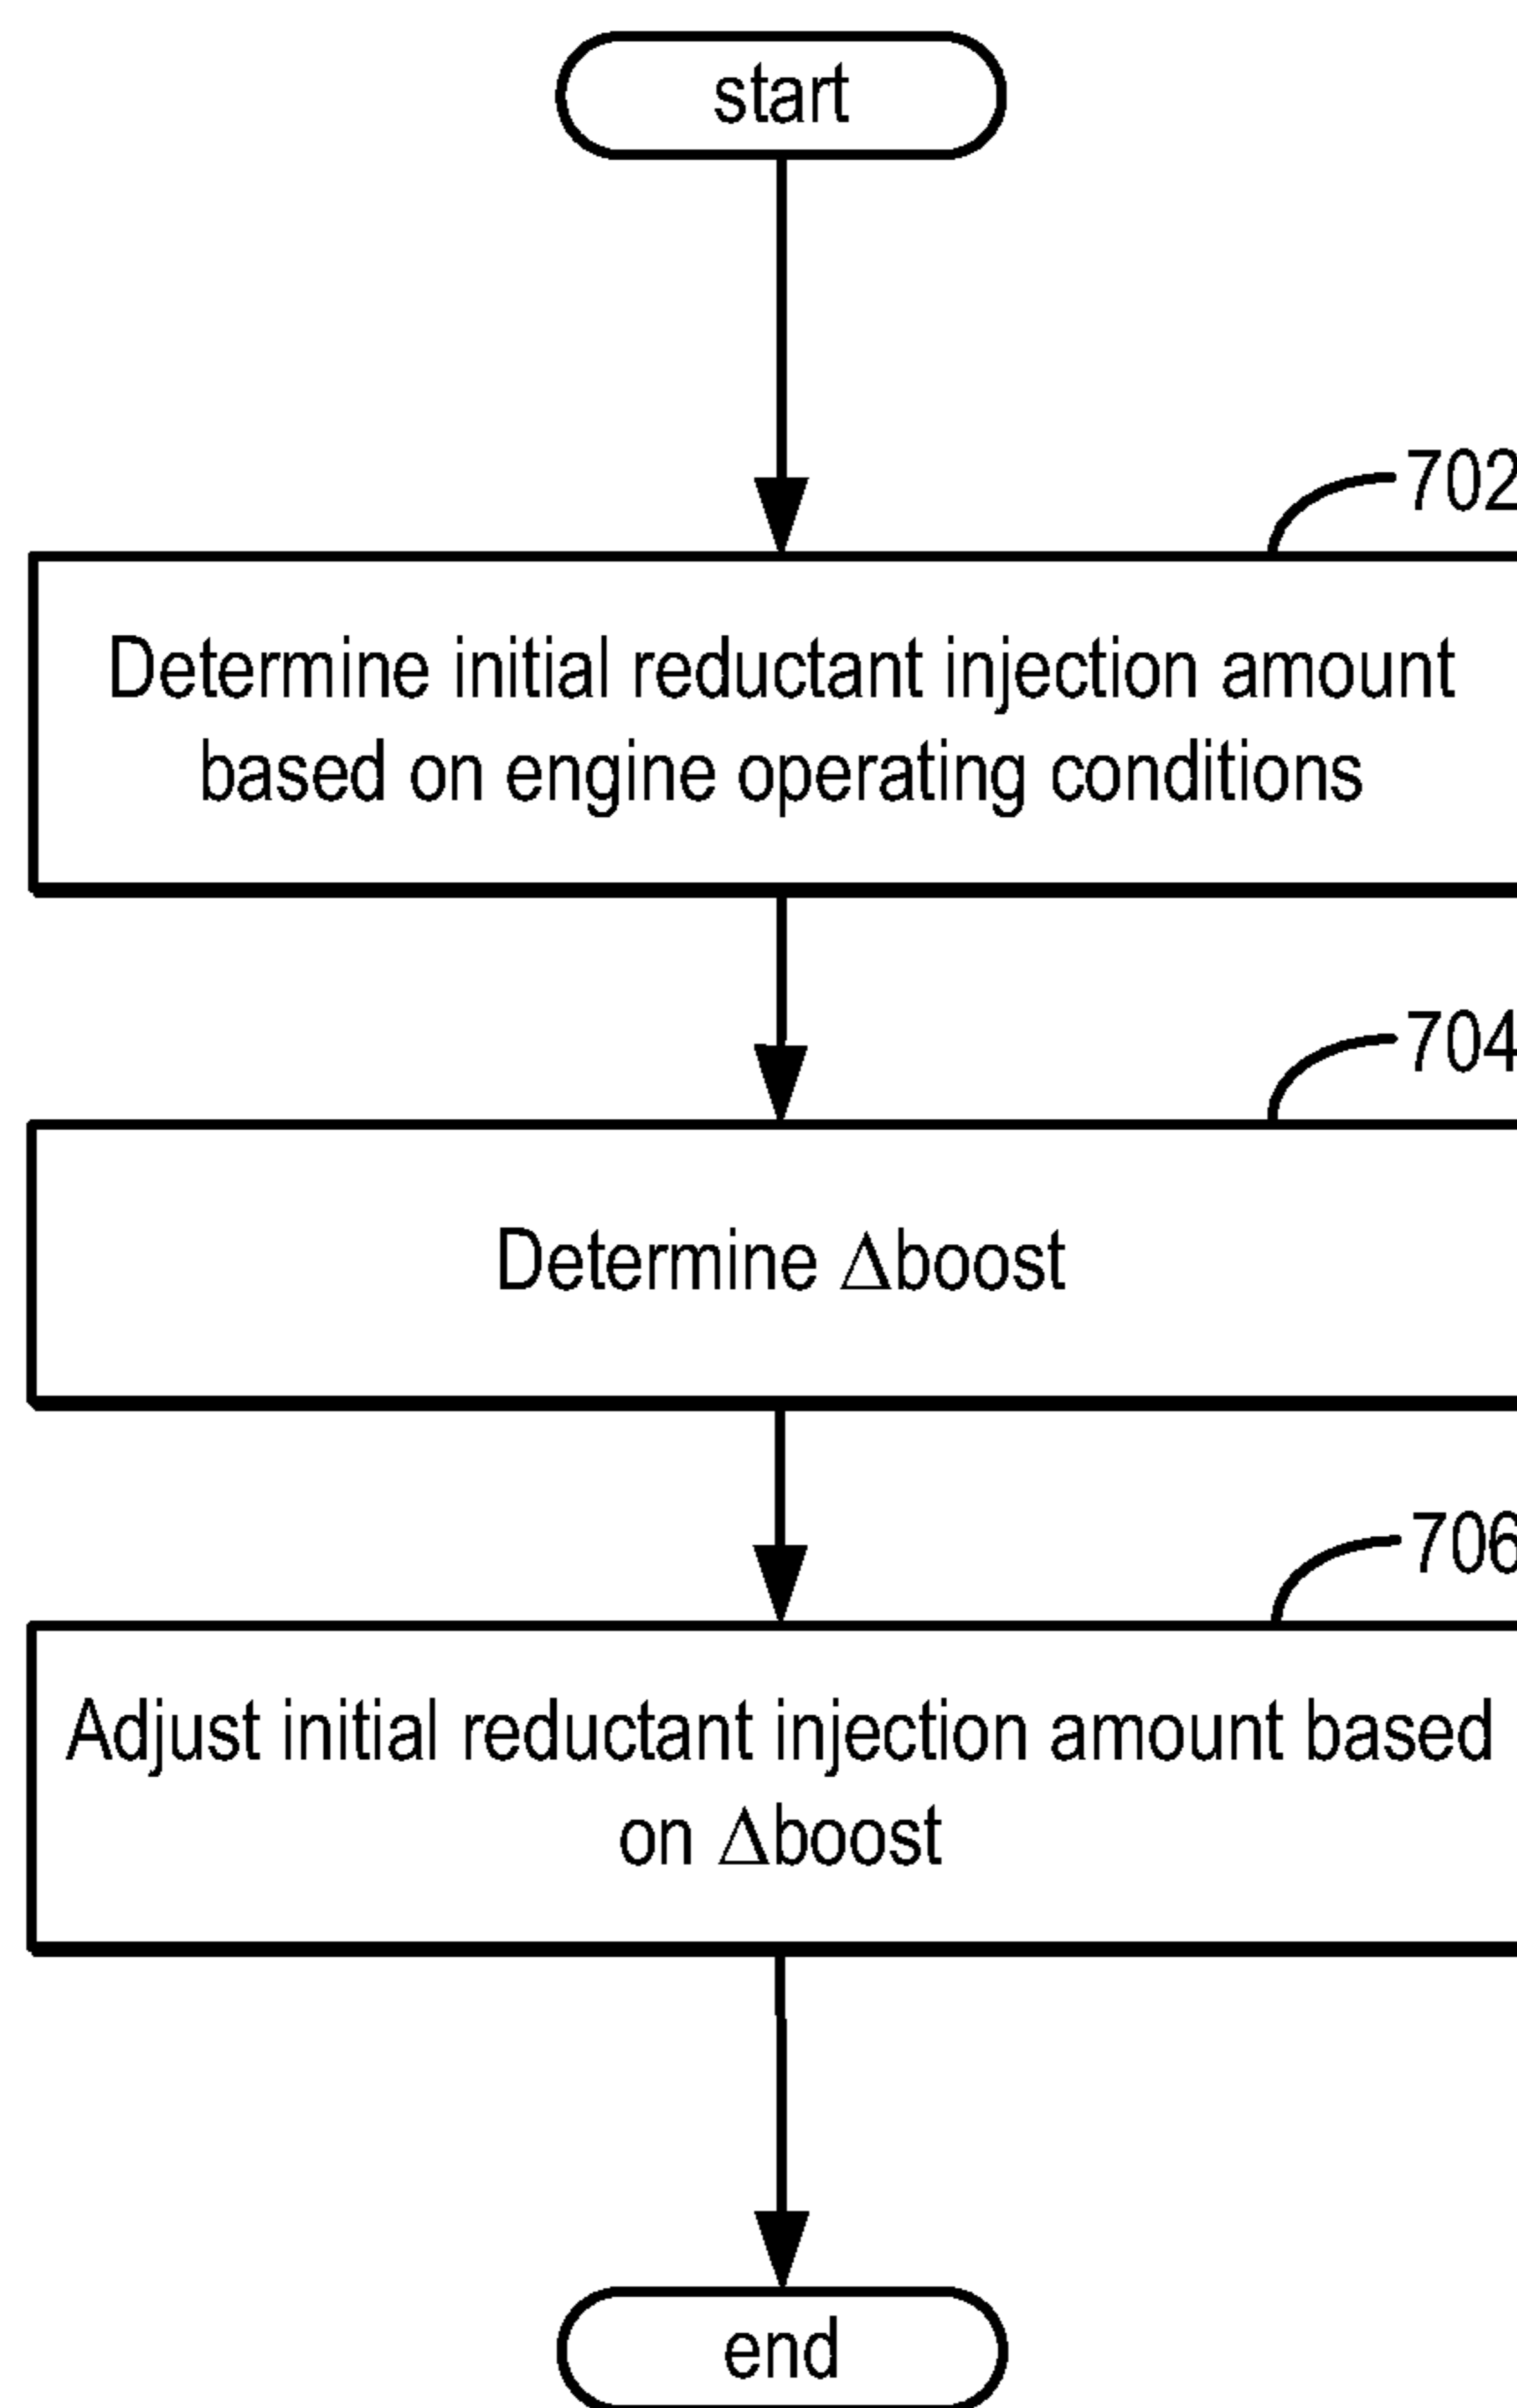 start
702
Determine initial reductant injection amount
based on engine operating conditions
704
Determine Δboost
706
Adjust initial reductant injection amount based
on Δboost
end